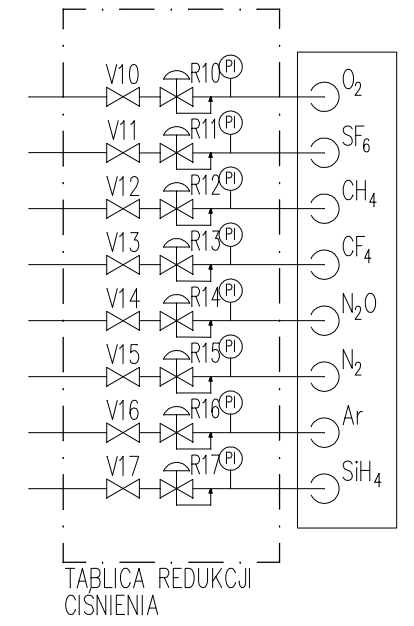 V10 R10 PI O2
V11 R11 PI SF6
V12 R12 PI CH4
V13 R13 PI CF4
V14 R14 PI N2O
V15 R15 PI N2
V16 R16 PI Ar
V17 R17 PI SiH4
TABLICA REDUKCJI
CIŚNIENIA